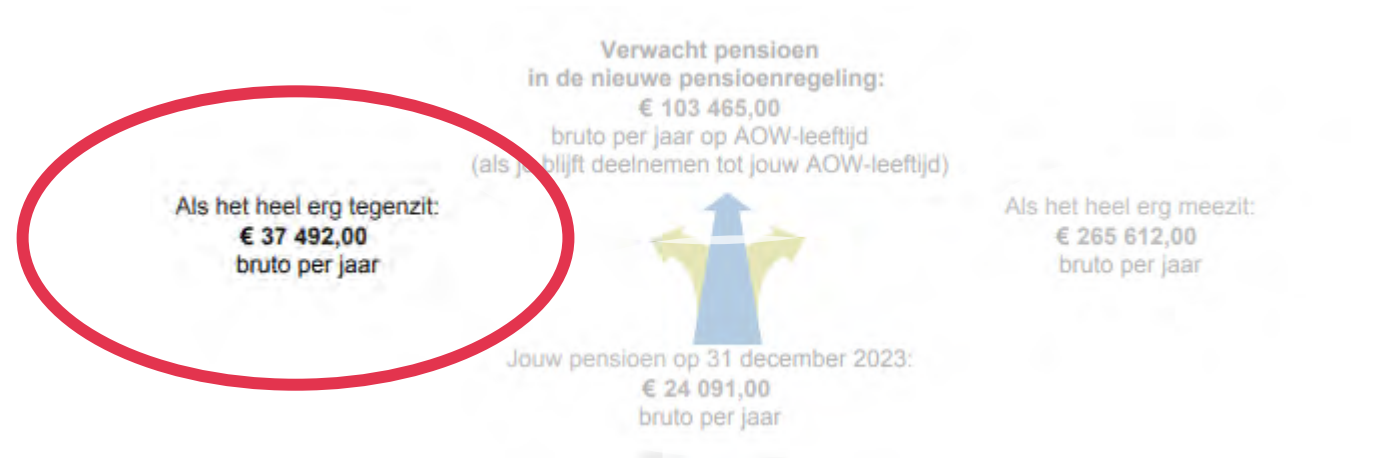 Verwacht pensioen
in de nieuwe pensioenregeling:
€ 103 465,00
bruto per jaar op AOW-leeftijd
(als je blijft deelnemen tot jouw AOW-leeftijd)
Als het heel erg tegenzit:
€ 37 492,00
bruto per jaar
Als het heel erg meezit:
€ 265 612,00
bruto per jaar
Jouw pensioen op 31 december 2023:
€ 24 091,00
bruto per jaar